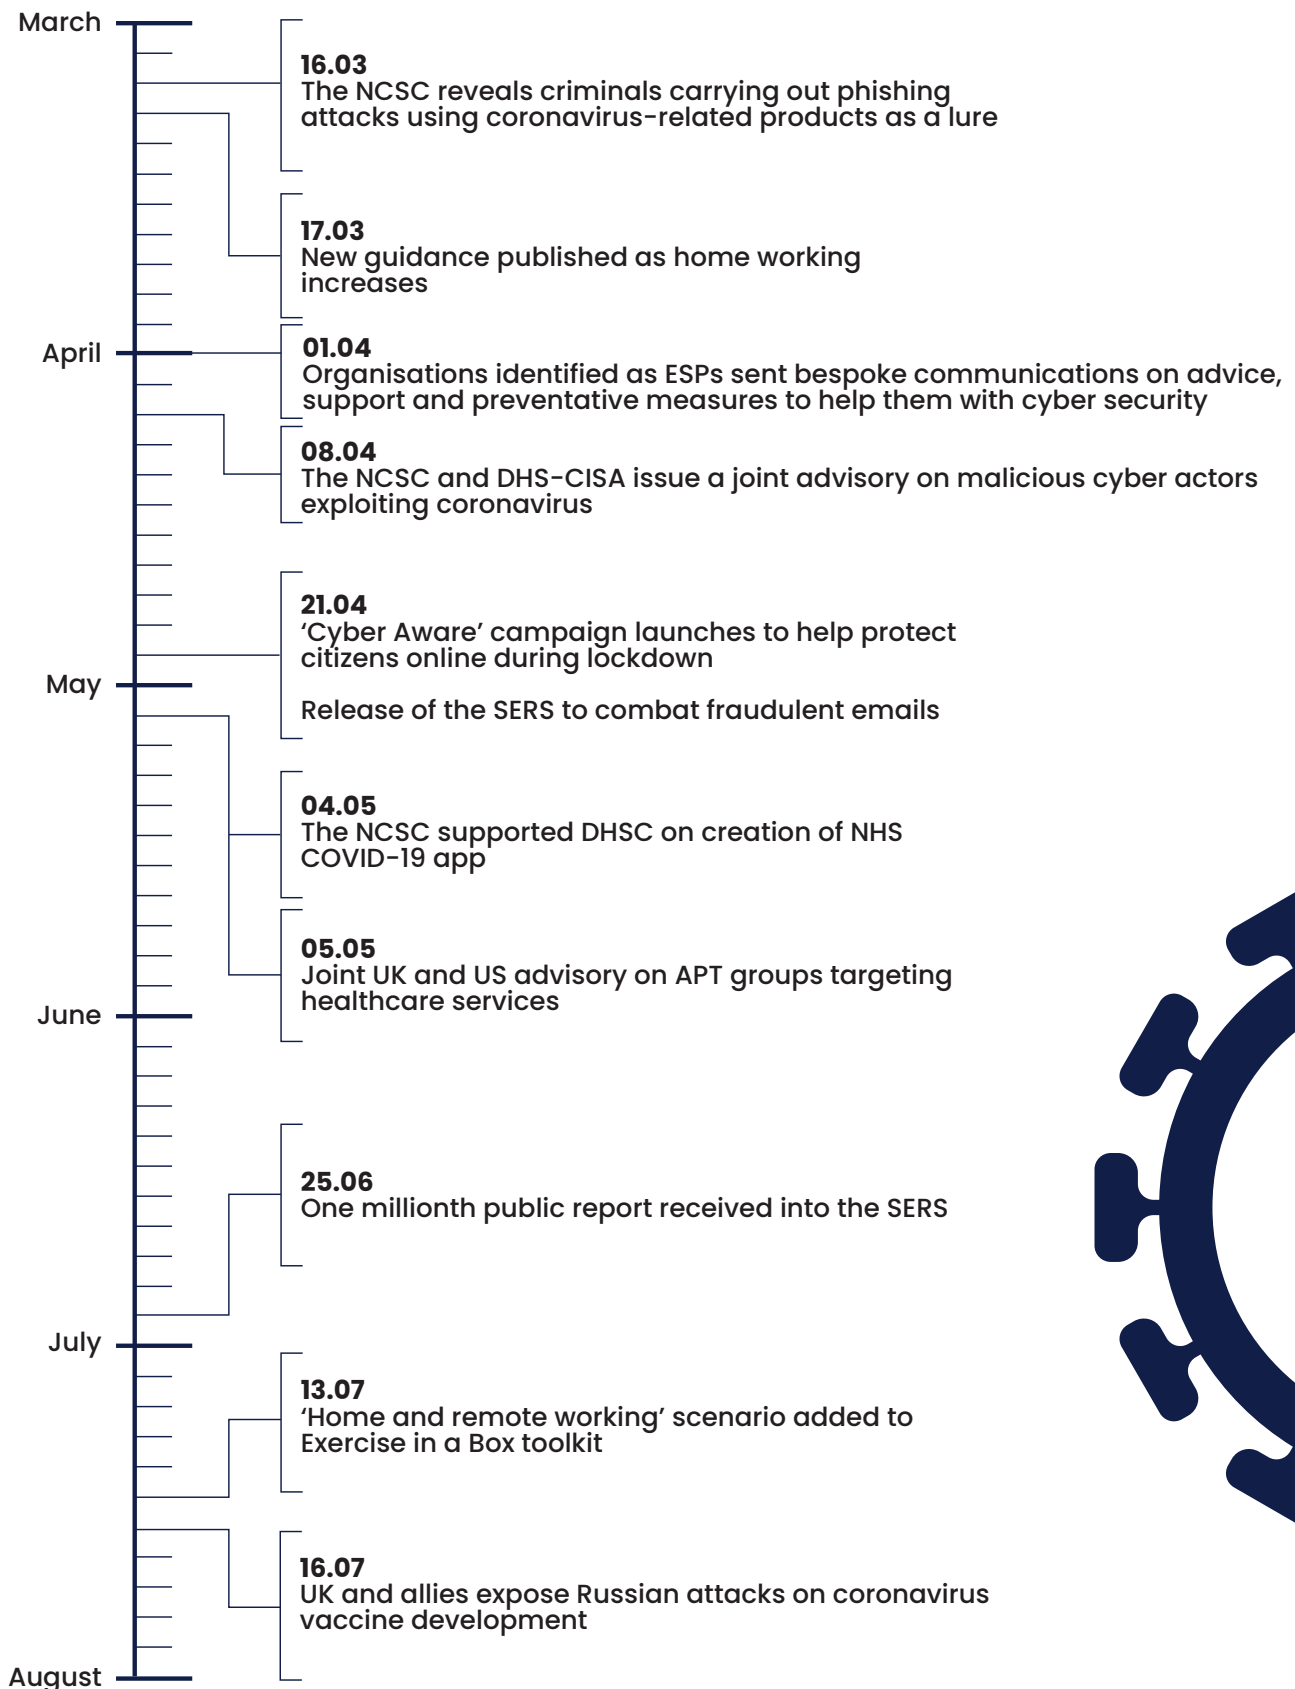 March
16.03
The NCSC reveals criminals carrying out phishing
attacks using coronavirus-related products as a lure
17.03
New guidance published as home working
increases
April
01.04
Organisations identified as ESPs sent bespoke communications on advice,
support and preventative measures to help them with cyber security
08.04
The NCSC and DHS-CISA issue a joint advisory on malicious cyber actors
exploiting coronavirus
21.04
‘Cyber Aware’ campaign launches to help protect
citizens online during lockdown
May
Release of the SERS to combat fraudulent emails
04.05
The NCSC supported DHSC on creation of NHS
COVID-19 app
05.05
Joint UK and US advisory on APT groups targeting
healthcare services
June
25.06
One millionth public report received into the SERS
July
13.07
‘Home and remote working’ scenario added to
Exercise in a Box toolkit
16.07
UK and allies expose Russian attacks on coronavirus
vaccine development
August